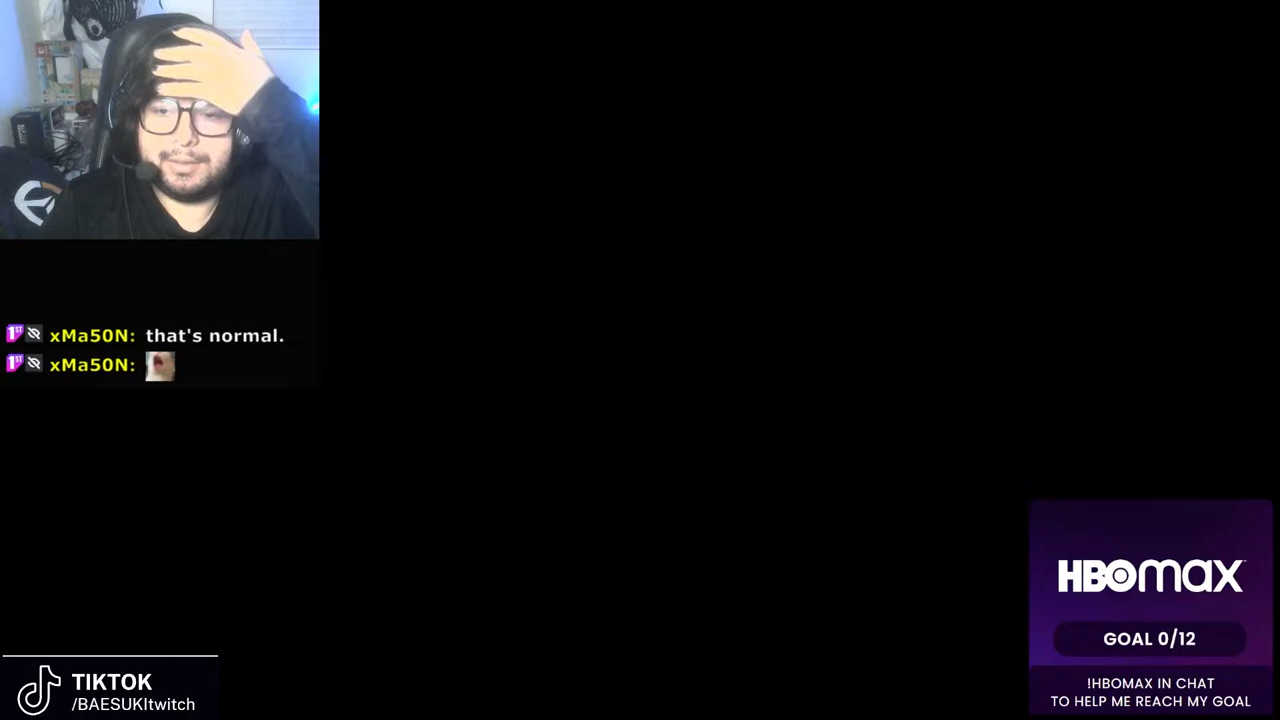 xMa50N: that's normal.
xMa50N:
HBOmax
GOAL 0/12
!HBOMAX IN CHAT
TO HELP ME REACH MY GOAL
TIKTOK
/BAESUKItwitch